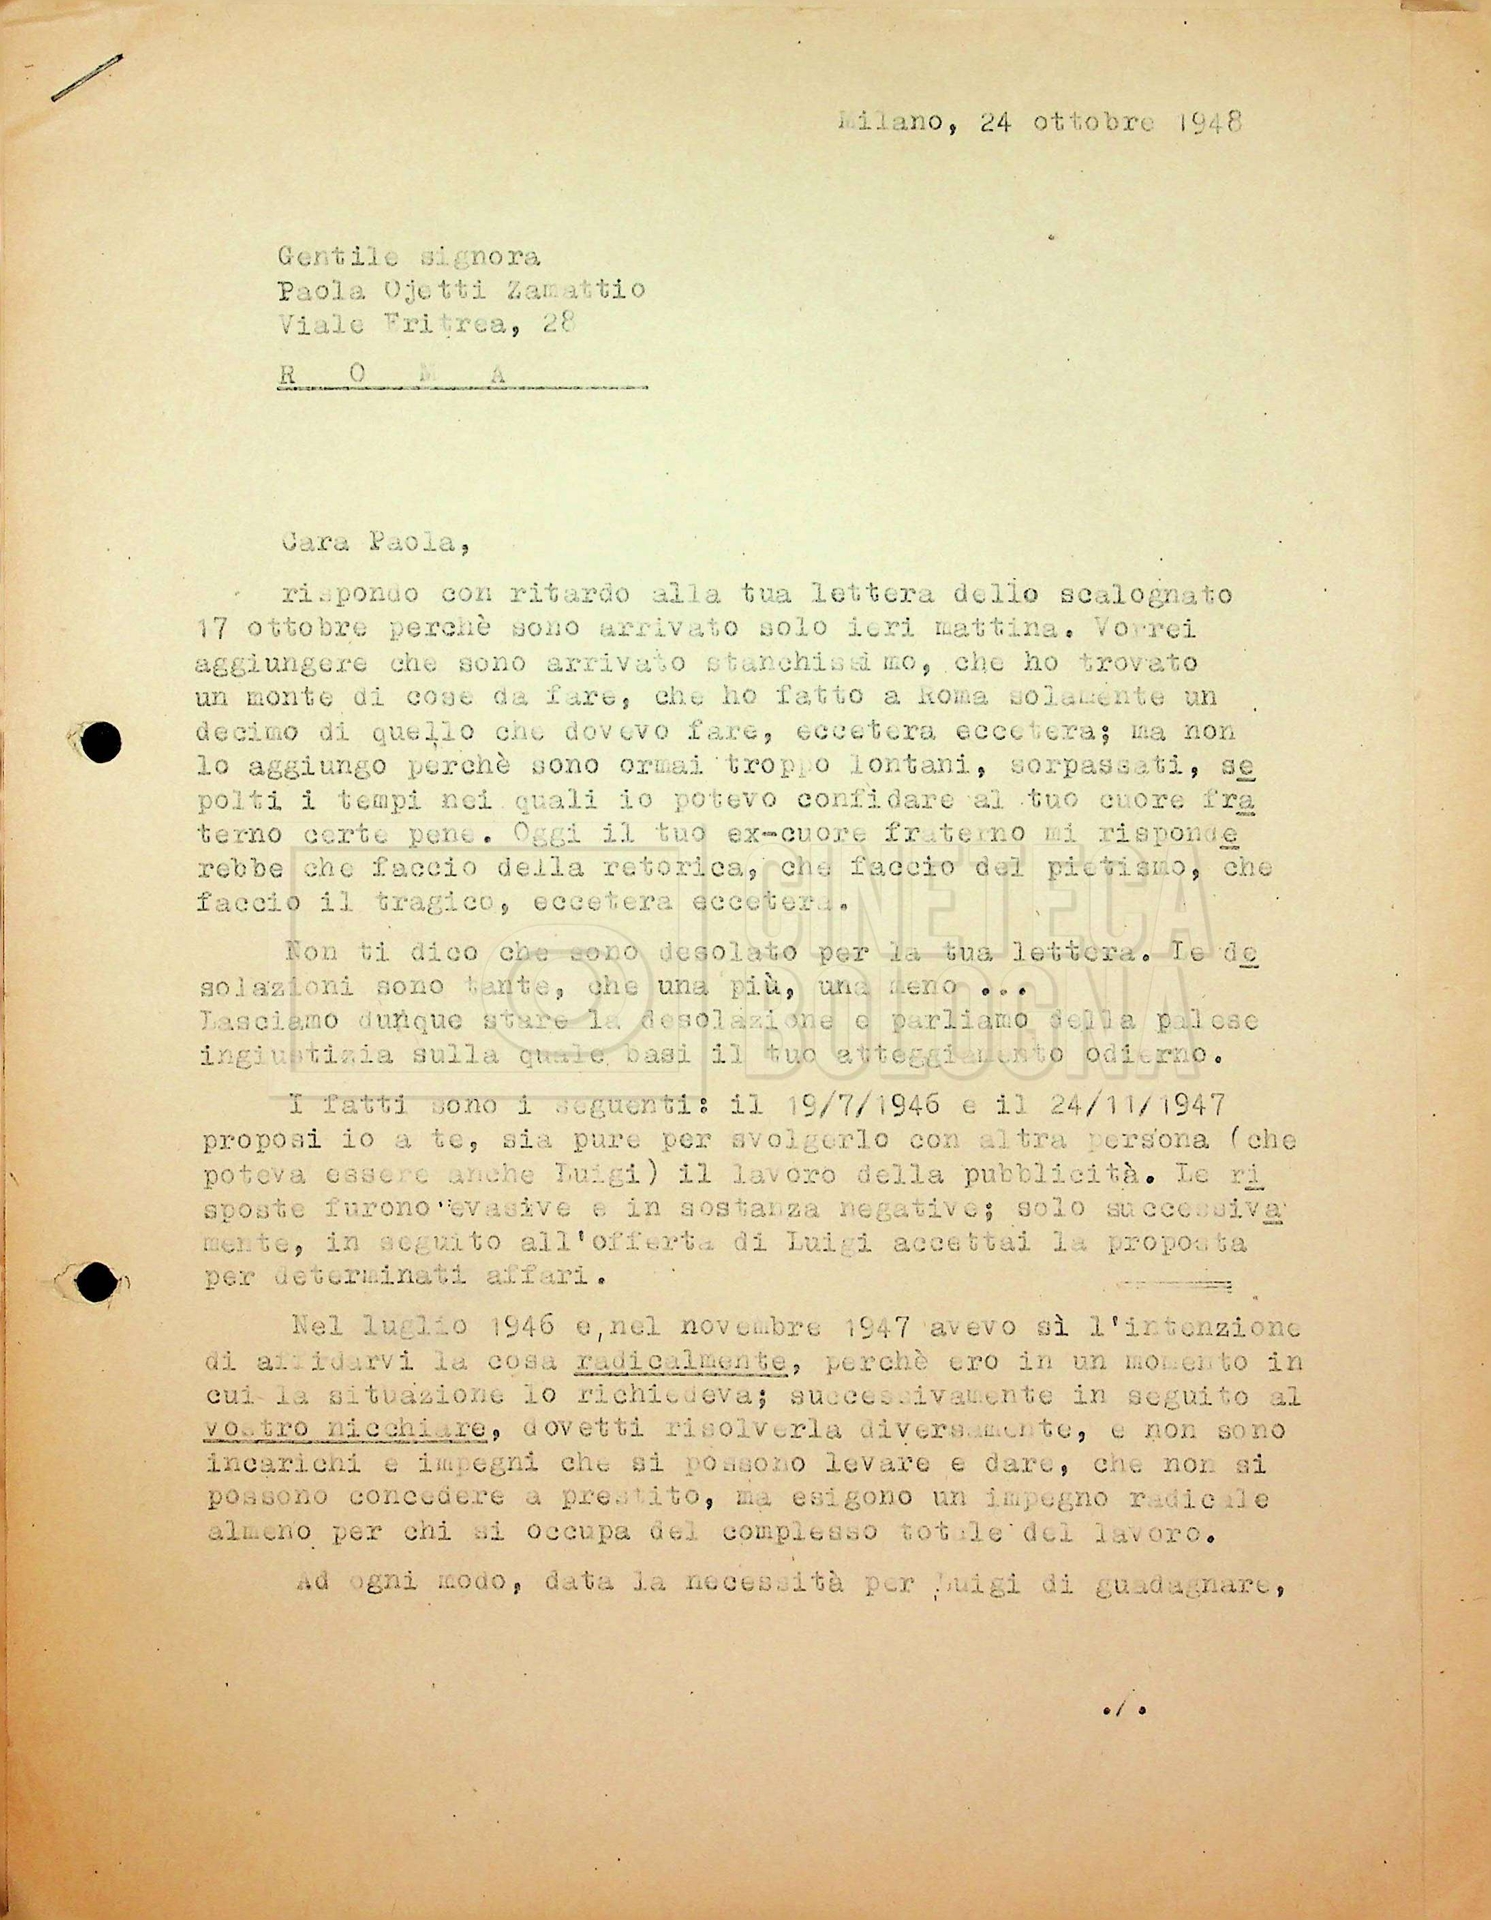 Milano, 24 ottobre 1948
Gentile signora
Paola Ojetti Zamattio
Viale Eritrea, 28
R O M A
Cara Paola,
rispondo con ritardo alla tua lettera dello scalognato
17 ottobre perchè sono arrivato solo ieri mattina. Vorrei
aggiungere che sono arrivato stanchissimo, che ho trovato
un monte di cose da fare, che ho fatto a Roma solamente un
decimo di quello che dovevo fare, eccetera eccetera; ma non
lo aggiungo perchè sono ormai troppo lontani, sorpassati, se
polti i tempi nei quali io potevo confidare al tuo cuore fra
terno certe pene. Oggi il tuo ex-cuore fraterno mi risponde
rebbe che faccio della retorica, che faccio del pietismo, che
faccio il tragico, eccetera eccetera.
Non ti dico che sono desolato per la tua lettera. Le de
solazioni sono tante, che una più, una meno ...
Lasciamo dunque stare la desolazione e parliamo della palese
ingiustizia sulla quale basi il tuo atteggiamento odierno.
I fatti sono i seguenti: il 19/7/1946 e il 24/11/1947
proposi io a te, sia pure per svolgerlo con altra persona (che
poteva essere anche Luigi) il lavoro della pubblicità. Le ri
sposte furono evasive e in sostanza negative; solo successiva
mente, in seguito all'offerta di Luigi accettai la proposta
per determinati affari.
Nel luglio 1946 e, nel novembre 1947 avevo sì l'intenzione
di affidarvi la cosa radicalmente, perchè ero in un momento in
cui la situazione lo richiedeva; successivamente in seguito al
vostro nicchiare, dovetti risolverla diversamente, e non sono
incarichi e impegni che si possono levare e dare, che non si
possono concedere a prestito, ma esigono un impegno radicale
almeno per chi si occupa del complesso totale del lavoro.
Ad ogni modo, data la necessità per Luigi di guadagnare,
./.
CINETECA
BOLOGNA